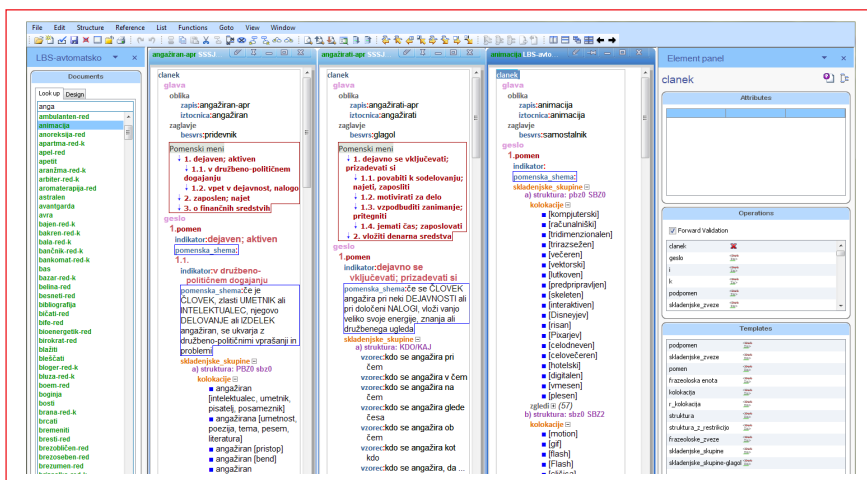 File Edit Structure Reference List Functions Goto View Window
LBS-avtomatsko
Documents
Look up Design
anga
ambulanten-red
animacija
anoreksija-red
apartma-red-k
apel-red
apetit
aranžma-red-k
arbiter-red-k
aromaterapija-red
astralen
avantgarda
avra
bajen-red-k
bakren-red-k
bala-red-k
bančnik-red-k
bankomat-red-k
bas
bazar-red-k
belina-red
besneti-red
bibliografija
bičati-red
bife-red
bioenergetik-red-k
birokrat-red
blažiti
bleščati
bloger-red-k
bluza-red-k
boem-red
boginja
bosti
brana-red-k
brcati
bremeniti
bresti-red
brezobličen-red
brezoseben-red
brezumen-red
angažiran-apr SSSJ
clanek
glava
oblika
zapis:angažiran-apr
iztocnica:angažiran
zaglavje
besvrs:pridevnik
Pomenski meni
1. dejaven; aktiven
1.1. v družbeno-političnem
dogajanju
1.2. vpet v dejavnost, nalogo
2. zaposlen; najet
3. o finančnih sredstvih
geslo
1.pomen
indikator:dejaven; aktiven
pomenska_shema:
1.1.
indikator:v družbeno-
političnem dogajanju
pomenska_shema:če je
ČLOVEK, zlasti UMETNIK ali
INTELEKTUALEC, njegovo
DELOVANJE ali IZDELEK
angažiran, se ukvarja z
družbeno-političnimi vprašanji in
problemi
skladenjske_skupine
a) struktura: PBZ0 sbz0
kolokacije
angažiran
[intelektualec, umetnik,
pisatelj, posameznik]
angažirana [umetnost,
poezija, tema, pesem,
literatura]
angažiran [pristop]
angažiran [bend]
angažiran
angažirati-apr SSSJ
clanek
glava
oblika
zapis:angažirati-apr
iztocnica:angažirati
zaglavje
besvrs:glagol
Pomenski meni
1. dejavno se vključevati;
prizadevati si
1.1. povabiti k sodelovanju;
najeti, zaposliti
1.2. motivirati za delo
1.3. vzpodbuditi zanimanje;
pritegniti
1.4. jemati čas; zaposlovati
2. vložiti denarna sredstva
geslo
1.pomen
indikator:dejavno se
vključevati; prizadevati si
pomenska_shema:če se ČLOVEK
angažira pri neki DEJAVNOSTI ali
pri določeni NALOGI, vloži vanjo
veliko svoje energije, znanja ali
družbenega ugleda
skladenjske_skupine
a) struktura: KDO/KAJ
vzorec:kdo se angažira pri
čem
vzorec:kdo se angažira v čem
vzorec:kdo se angažira na
čem
vzorec:kdo se angažira glede
česa
vzorec:kdo se angažira ob
čem
vzorec:kdo se angažira kot
kdo
vzorec:kdo se angažira, da ...
animacija LBS-avto...
clanek
glava
oblika
zapis:animacija
iztocnica:animacija
zaglavje
besvrs:samostalnik
geslo
1.pomen
indikator:
pomenska_shema:
skladenjske_skupine
a) struktura: pbz0 SBZ0
kolokacije
[kompjuterski]
[računalniški]
[tridimenzionalen]
[trirazsežen]
[večeren]
[vektorski]
[lutkoven]
[predpripravljen]
[skeleten]
[interaktiven]
[Disneyjev]
[risan]
[Pixarjev]
[celodneven]
[celovečeren]
[hotelski]
[digitalen]
[vmesen]
[plesen]
zgledi (57)
b) struktura: sbz0 SBZ2
kolokacije
[motion]
[gif]
[flash]
[Flash]
Element panel
clanek
Attributes
Operations
Forward Validation
clanek
geslo
i
k
podpomen
skladenjske_zveze
Templates
podpomen
skladenjske_zveze
pomen
frazeoloska enota
kolokacija
r_kolokacija
struktura
struktura_z_restrikcijo
frazeoloske_zveze
skladenjske_skupine
skladenjske_skupine-glagol